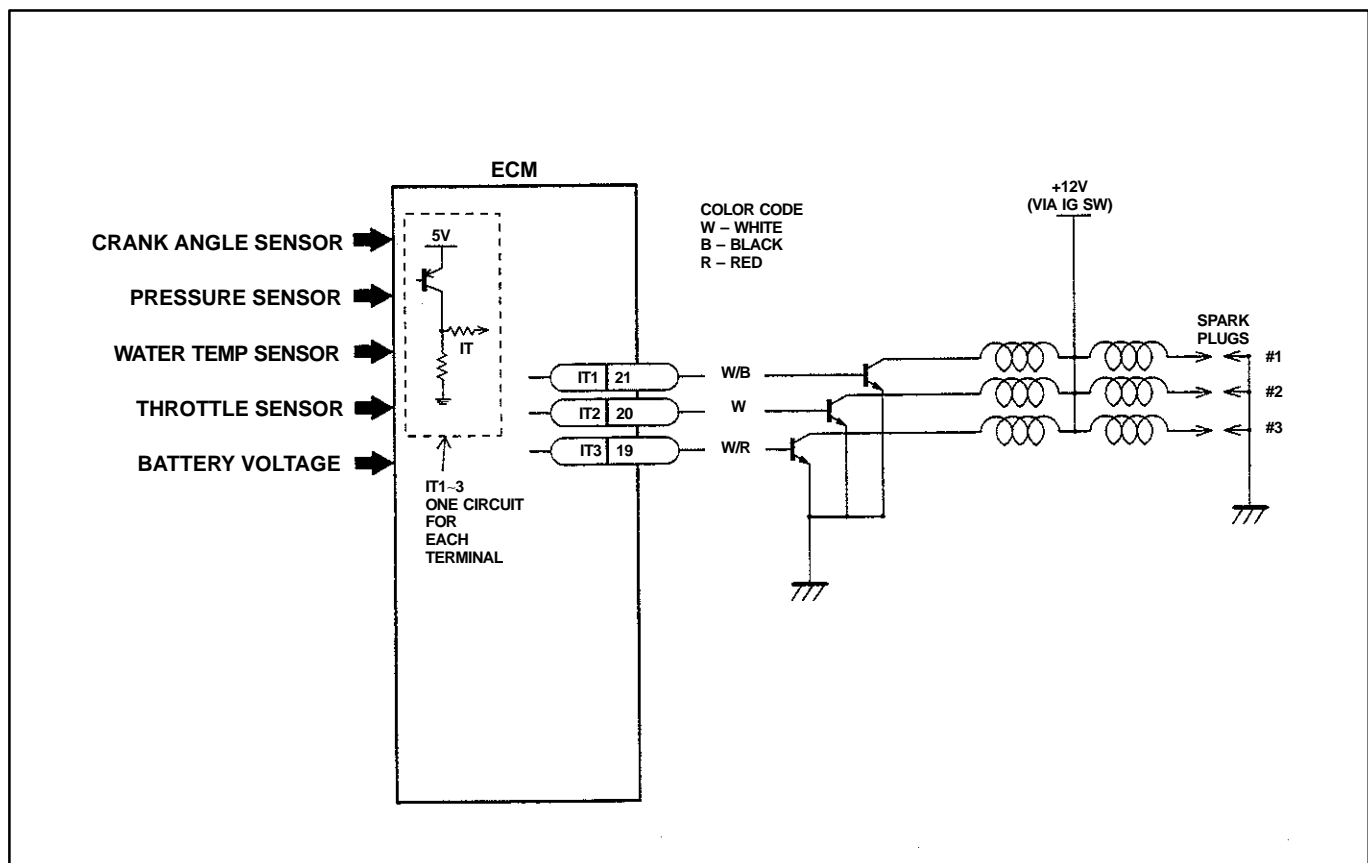 ECM
CRANK ANGLE SENSOR
PRESSURE SENSOR
WATER TEMP SENSOR
THROTTLE SENSOR
BATTERY VOLTAGE
5V
IT
IT1~3
ONE CIRCUIT
FOR
EACH
TERMINAL
IT1 21
IT2 20
IT3 19
COLOR CODE
W – WHITE
B – BLACK
R – RED
W/B
W
W/R
+12V
(VIA IG SW)
SPARK
PLUGS
#1
#2
#3